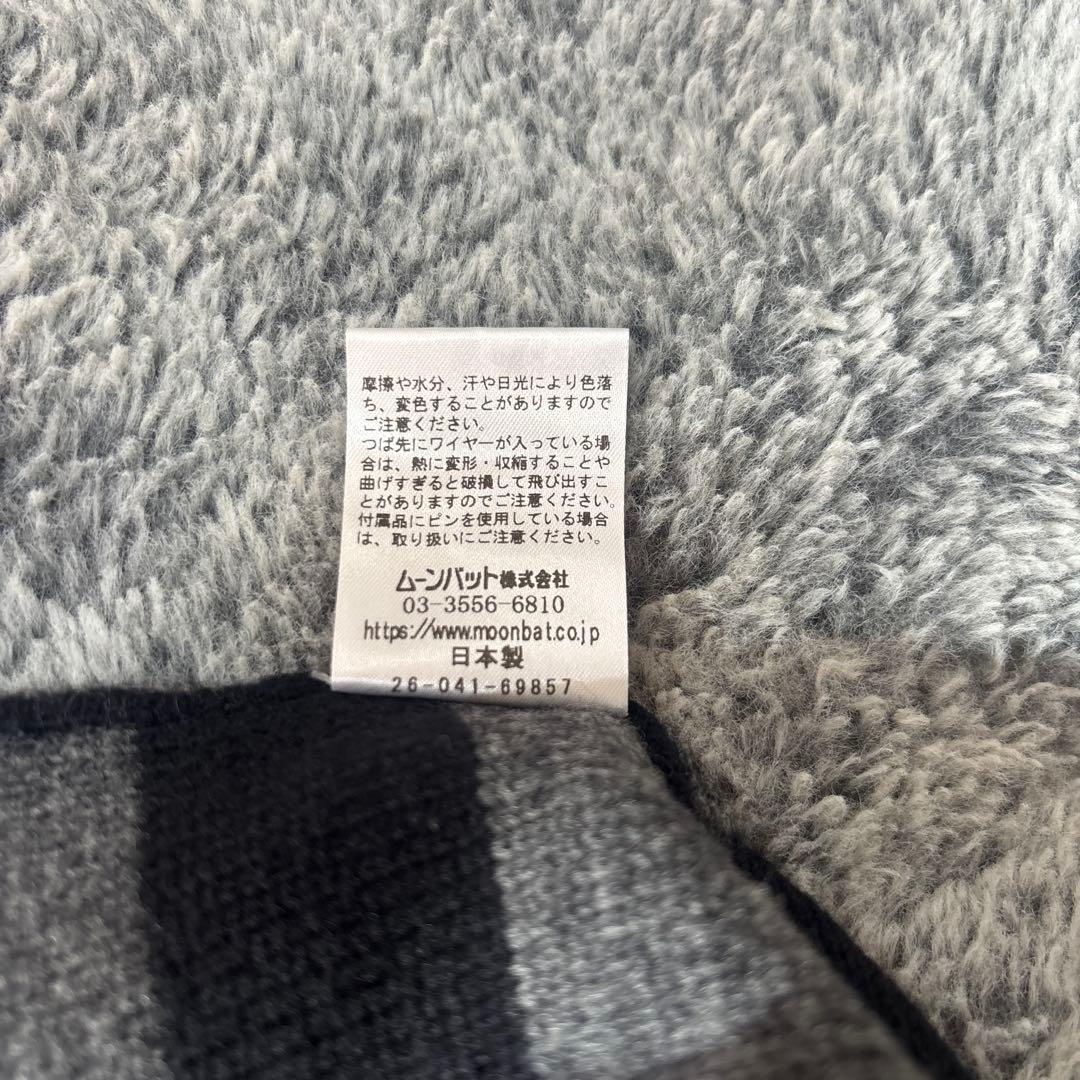 摩擦や水分、汗や日光により色落
ち、変色することがありますので
ご注意ください。
つば先にワイヤーが入っている場
合は、熱に変形・収縮することや
曲げすぎると破損して飛び出すこ
とがありますのでご注意ください。
付属品にピンを使用している場合
は、取り扱いにご注意ください。
ムーンバット株式会社
03-3556-6810
https://www.moonbat.co.jp
日本製
26-041-69857